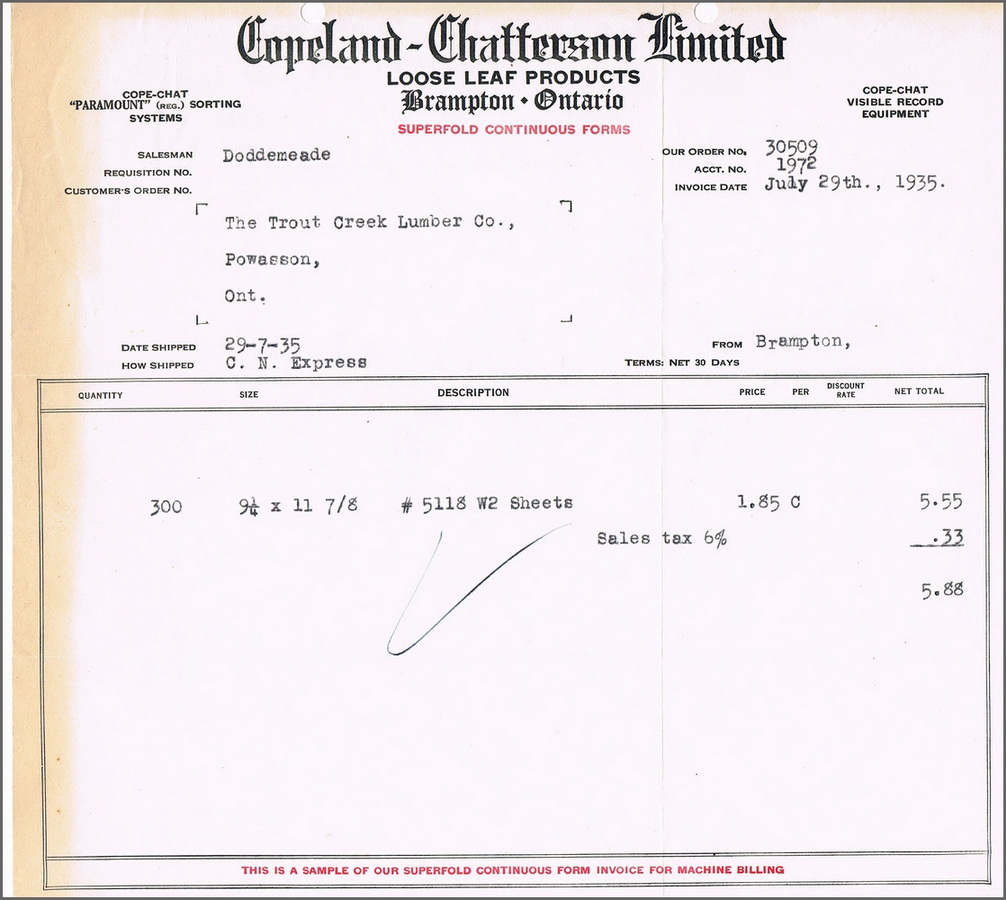 Copeland-Chatterson Limited
LOOSE LEAF PRODUCTS
Brampton • Ontario
SUPERFOLD CONTINUOUS FORMS
COPE-CHAT
"PARAMOUNT" (REG.) SORTING
SYSTEMS
COPE-CHAT
VISIBLE RECORD
EQUIPMENT
SALESMAN Doddemeade
REQUISITION NO.
CUSTOMER'S ORDER NO.
OUR ORDER NO. 30509
ACCT. NO. 1972
INVOICE DATE July 29th., 1935.
The Trout Creek Lumber Co.,
Powasson,
Ont.
DATE SHIPPED 29-7-35
HOW SHIPPED C. N. Express
FROM Brampton,
TERMS: NET 30 DAYS
QUANTITY SIZE DESCRIPTION PRICE PER DISCOUNT RATE NET TOTAL
300 9¼ x 11 7/8 # 5118 W2 Sheets 1.85 C 5.55
Sales tax 6% .33
5.88
THIS IS A SAMPLE OF OUR SUPERFOLD CONTINUOUS FORM INVOICE FOR MACHINE BILLING